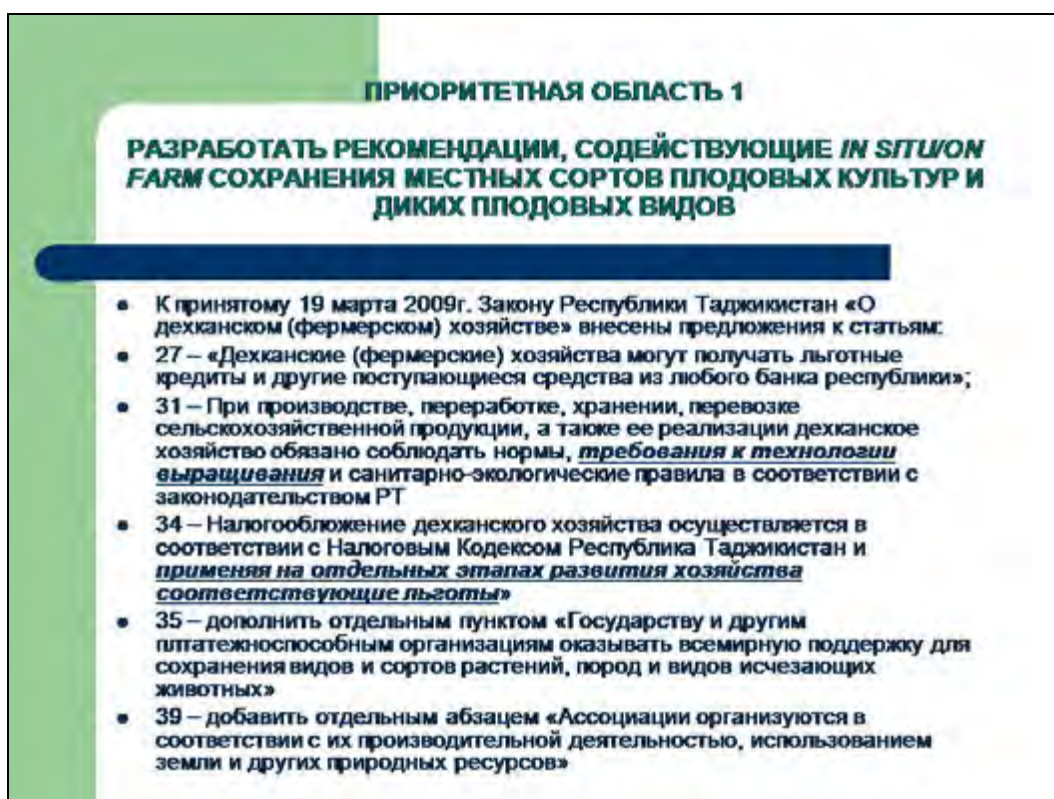 ПРИОРИТЕТНАЯ ОБЛАСТЬ 1
РАЗРАБОТАТЬ РЕКОМЕНДАЦИИ, СОДЕЙСТВУЮЩИЕ IN SITU/ON
FARM СОХРАНЕНИЯ МЕСТНЫХ СОРТОВ ПЛОДОВЫХ КУЛЬТУР И
ДИКИХ ПЛОДОВЫХ ВИДОВ
• К принятому 19 марта 2009г. Закону Республики Таджикистан «О
дехканском (фермерском) хозяйстве» внесены предложения к статьям:
• 27 – «Дехканские (фермерские) хозяйства могут получать льготные
кредиты и другие поступающиеся средства из любого банка республики»;
• 31 – При производстве, переработке, хранении, перевозке
сельскохозяйственной продукции, а также ее реализации дехканское
хозяйство обязано соблюдать нормы, требования к технологии
выращивания и санитарно-экологические правила в соответствии с
законодательством РТ
• 34 – Налогообложение дехканского хозяйства осуществляется в
соответствии с Налоговым Кодексом Республика Таджикистан и
применяя на отдельных этапах развития хозяйства
соответствующие льготы»
• 35 – дополнить отдельным пунктом «Государству и другим
плтатежноспособным организациям оказывать всемирную поддержку для
сохранения видов и сортов растений, пород и видов исчезающих
животных»
• 39 – добавить отдельным абзацем «Ассоциации организуются в
соответствии с их производительной деятельностью, использованием
земли и других природных ресурсов»